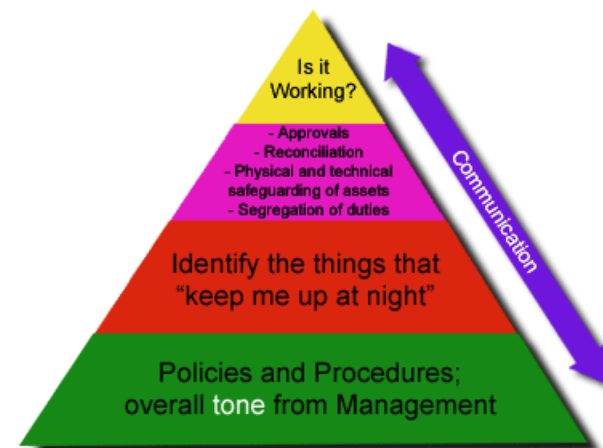 Is it
Working?
- Approvals
- Reconciliation
- Physical and technical
safeguarding of assets
- Segregation of duties
Communication
Identify the things that
“keep me up at night”
Policies and Procedures;
overall tone from Management